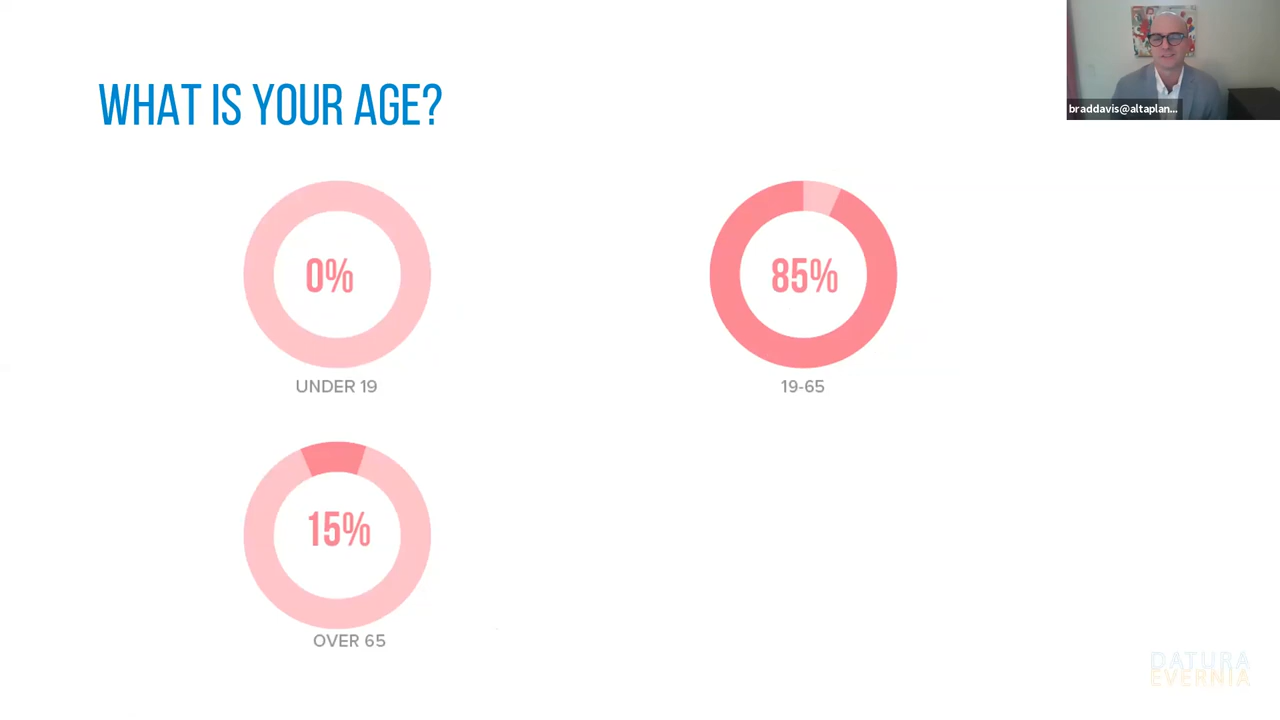 WHAT IS YOUR AGE?
braddavis@altaplan...
0%
85%
UNDER 19
19-65
15%
OVER 65
DATURA
EVERNIA